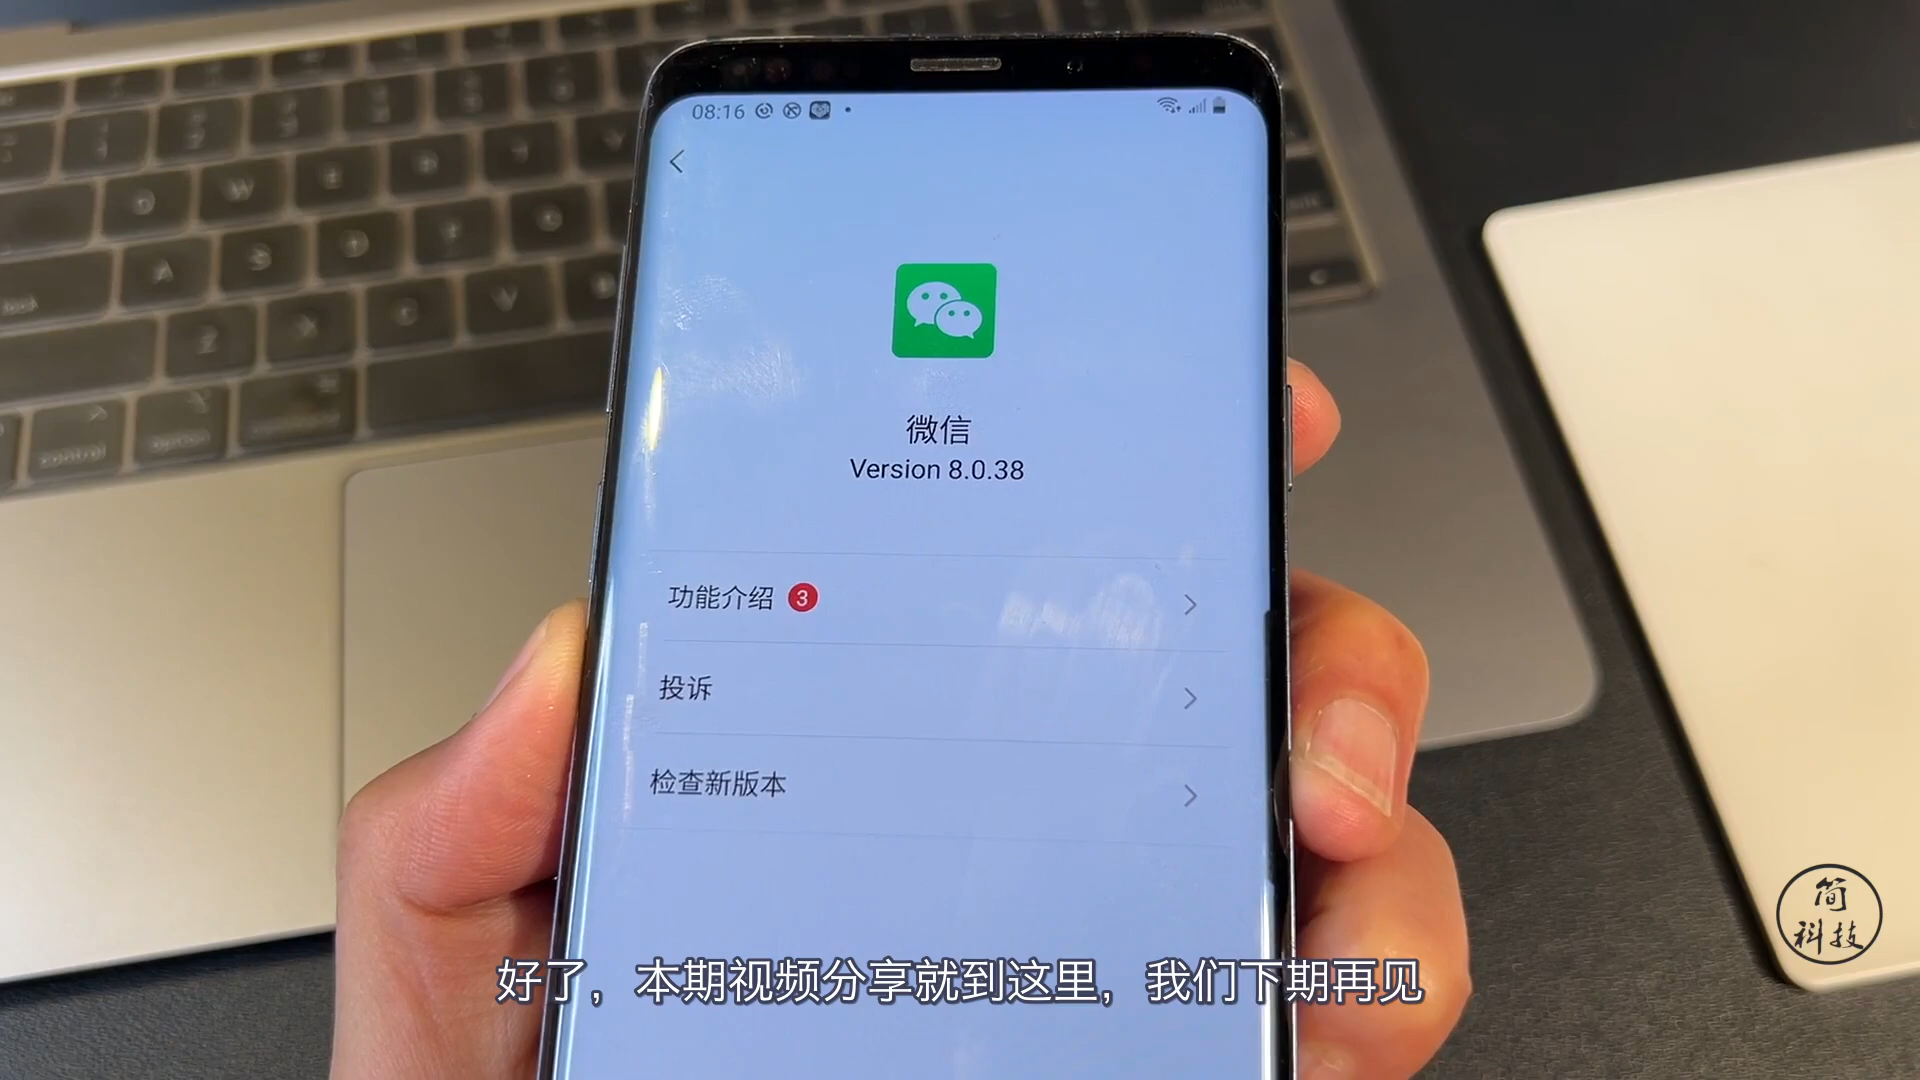 08:16
微信
Version 8.0.38
功能介绍 3
投诉
检查新版本
W
E
A
S
D
G
Z
X
C
V
control
option
好了，本期视频分享就到这里，我们下期再见
简
科技